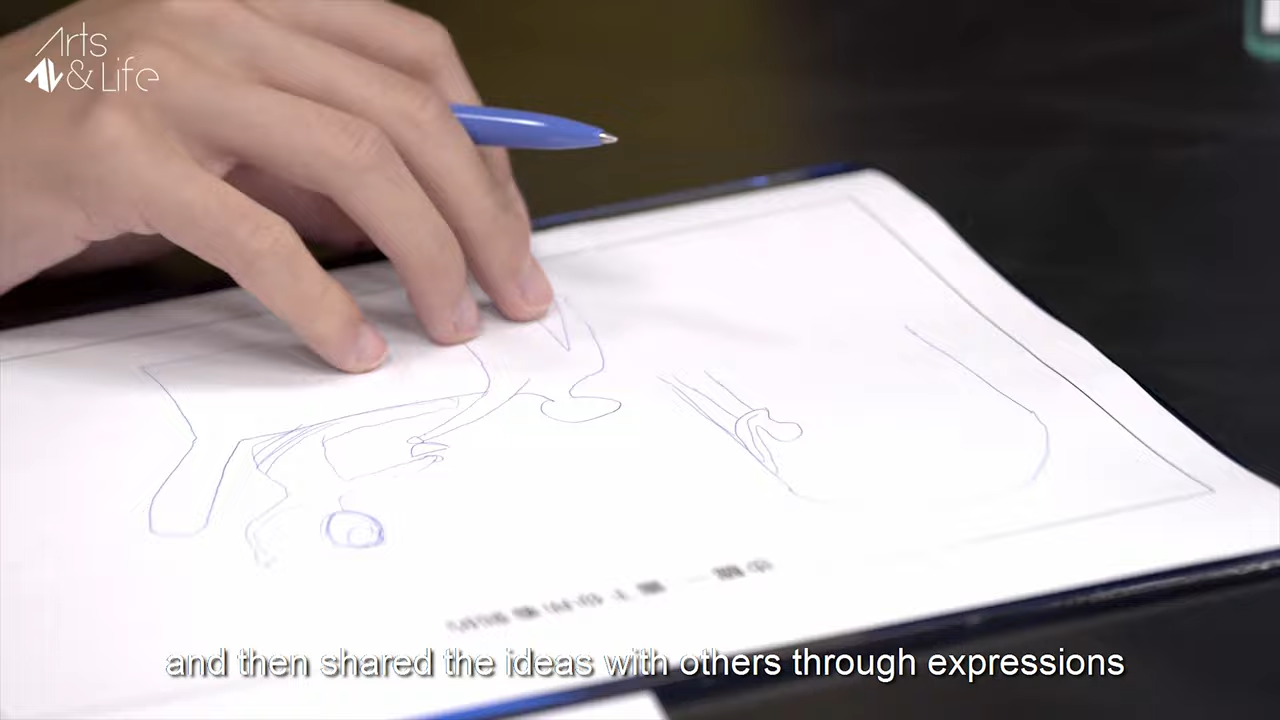 Arts
& Life
and then shared the ideas with others through expressions